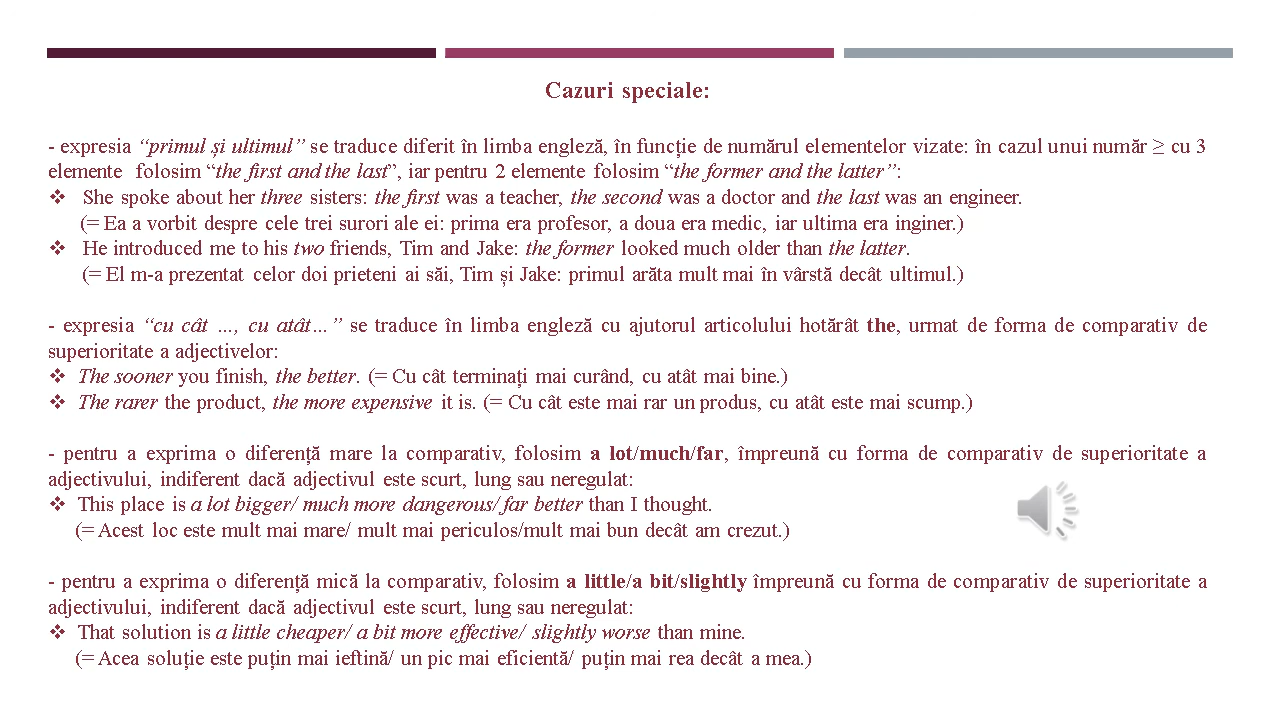 Cazuri speciale:
- expresia “primul și ultimul” se traduce diferit în limba engleză, în funcție de numărul elementelor vizate: în cazul unui număr ≥ cu 3
elemente folosim “the first and the last”, iar pentru 2 elemente folosim “the former and the latter”:
❖ She spoke about her three sisters: the first was a teacher, the second was a doctor and the last was an engineer.
(= Ea a vorbit despre cele trei surori ale ei: prima era profesor, a doua era medic, iar ultima era inginer.)
❖ He introduced me to his two friends, Tim and Jake: the former looked much older than the latter.
(= El m-a prezentat celor doi prieteni ai săi, Tim și Jake: primul arăta mult mai în vârstă decât ultimul.)
- expresia “cu cât …, cu atât…” se traduce în limba engleză cu ajutorul articolului hotărât the, urmat de forma de comparativ de
superioritate a adjectivelor:
❖ The sooner you finish, the better. (= Cu cât terminați mai curând, cu atât mai bine.)
❖ The rarer the product, the more expensive it is. (= Cu cât este mai rar un produs, cu atât este mai scump.)
- pentru a exprima o diferență mare la comparativ, folosim a lot/much/far, împreună cu forma de comparativ de superioritate a
adjectivului, indiferent dacă adjectivul este scurt, lung sau neregulat:
❖ This place is a lot bigger/ much more dangerous/ far better than I thought.
(= Acest loc este mult mai mare/ mult mai periculos/mult mai bun decât am crezut.)
- pentru a exprima o diferență mică la comparativ, folosim a little/a bit/slightly împreună cu forma de comparativ de superioritate a
adjectivului, indiferent dacă adjectivul este scurt, lung sau neregulat:
❖ That solution is a little cheaper/ a bit more effective/ slightly worse than mine.
(= Acea soluție este puțin mai ieftină/ un pic mai eficientă/ puțin mai rea decât a mea.)